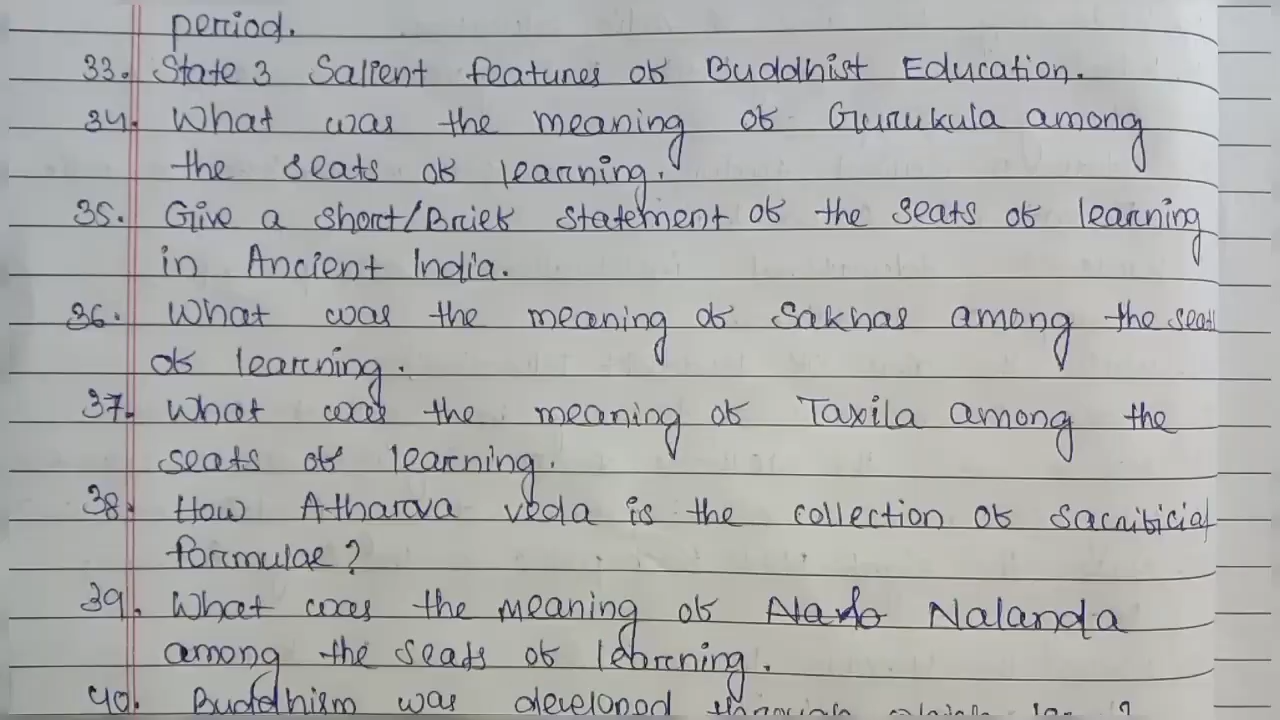 period.
33. State 3 Salient features of Buddhist Education.
34. What was the meaning of Gurukula among
the seats of learning.
35. Give a short/Brief statement of the seats of learning
in Ancient India.
36. What was the meaning of Sakhas among the seat
of learning.
37. What was the meaning of Taxila among the
seats of learning.
38. How Atharva veda is the collection of sacrificial
formulae?
39. What was the meaning of Nalanda
among the seats of learning.
40. Buddhism was developed through which ?